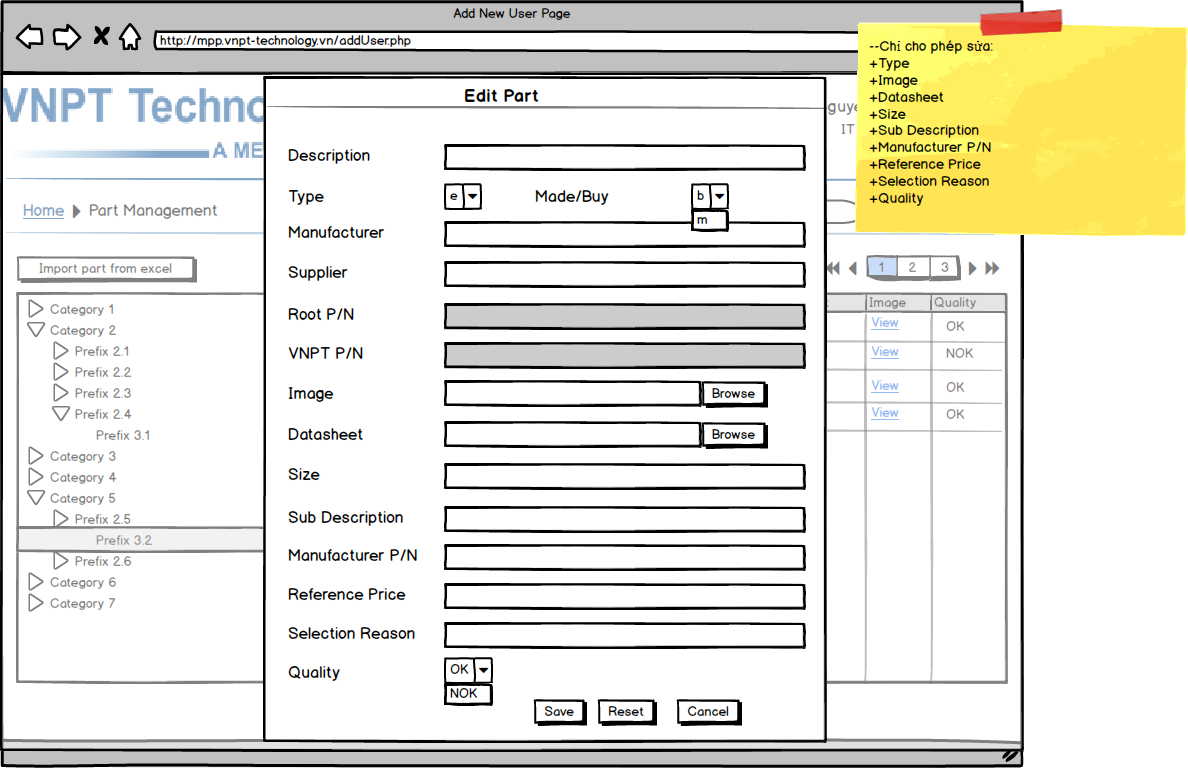 Add New User Page
http://mpp.vnpt-technology.vn/addUser.php
--Chỉ cho phép sửa:
+Type
+Image
+Datasheet
+Size
+Sub Description
+Manufacturer P/N
+Reference Price
+Selection Reason
+Quality
VNPT
IT
Home Part Management
Import part from excel
1 2 3
Category 1
Category 2
Prefix 2.1
Prefix 2.2
Prefix 2.3
Prefix 2.4
Prefix 3.1
Category 3
Category 4
Category 5
Prefix 2.5
Prefix 3.2
Prefix 2.6
Category 6
Category 7
Edit Part
Description
Type e Made/Buy b
m
Manufacturer
Supplier
Root P/N
VNPT P/N
Image Browse
Datasheet Browse
Size
Sub Description
Manufacturer P/N
Reference Price
Selection Reason
Quality OK
NOK
Save Reset Cancel
Image Quality
View OK
View NOK
View OK
View OK